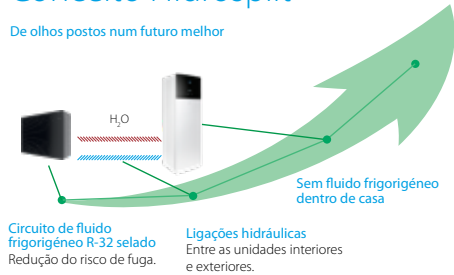 De olhos postos num futuro melhor
H₂O
Sem fluido frigorigéneo
dentro de casa
Circuito de fluido
frigorigéneo R-32 selado
Redução do risco de fuga.
Ligações hidráulicas
Entre as unidades interiores
e exteriores.